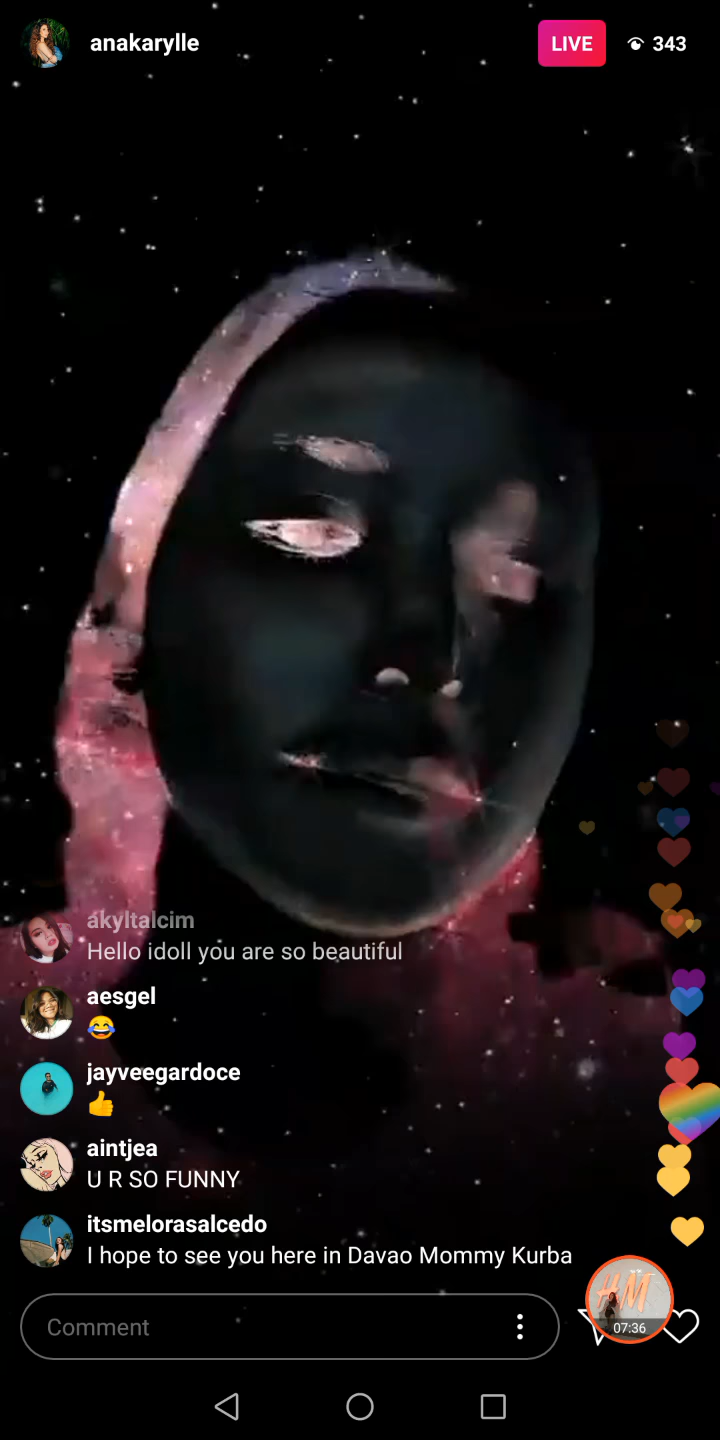 anakarylle
LIVE
343
akyltalcim
Hello idoll you are so beautiful
aesgel
😂
jayveegardoce
👍
aintjea
U R SO FUNNY
itsmelorasalcedo
I hope to see you here in Davao Mommy Kurba
Comment
HM
07:36